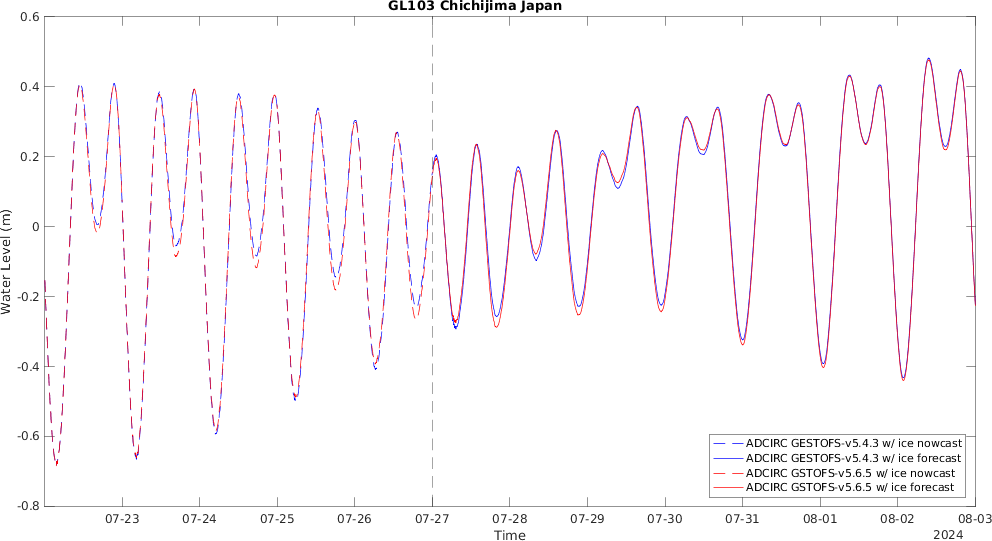 GL103 Chichijima Japan
0.6
0.4
0.2
0
-0.2
-0.4
-0.6
-0.8
Water Level (m)
ADCIRC GESTOFS-v5.4.3 w/ ice nowcast
ADCIRC GESTOFS-v5.4.3 w/ ice forecast
ADCIRC GSTOFS-v5.6.5 w/ ice nowcast
ADCIRC GSTOFS-v5.6.5 w/ ice forecast
07-23 07-24 07-25 07-26 07-27 07-28 07-29 07-30 07-31 08-01 08-02 08-03
Time
2024